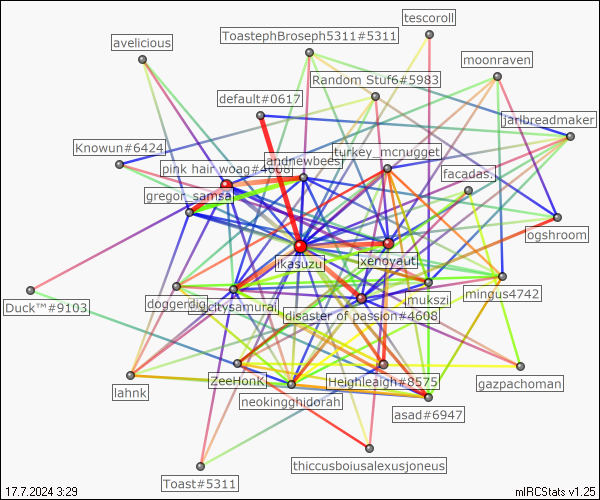 tescoroll
ToastephBroseph5311#5311
avelicious
moonraven
Random Stuf6#5983
default#0617
jarlbreadmaker
Knowun#6424
turkey_mcnugget
andnewbees
pink hair woag#4608
facadas.
gregor_samsa
ogshroom
xenoyaut
ikasuzu
mingus4742
mukszi
doggerdig
citysamurai
Duck™#9103
disaster of passion#4608
ZeeHonK
Heighleigh#8575
gazpachoman
lahnk
neokingghidorah
asad#6947
thiccusboiusalexusjoneus
Toast#5311
17.7.2024 3:29
mIRCStats v1.25